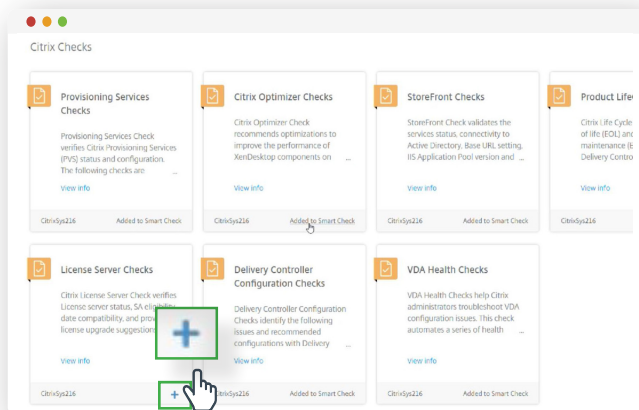 Citrix Checks
Provisioning Services
Checks
Provisioning Services Check
verifies Citrix Provisioning Services
(PVS) status and configuration.
The following checks are ...
View info
CitrixSys216 Added to Smart Check
Citrix Optimizer Checks
Citrix Optimizer Check
recommends optimizations to
improve the performance of
XenDesktop components on ...
View info
CitrixSys216 Added to Smart Check
StoreFront Checks
StoreFront Check validates the
services status, connectivity to
Active Directory, Base URL setting,
IIS Application Pool version and ...
View info
CitrixSys216 Added to Smart Check
Product Life
Citrix Life Cycle
of life (EOL) and
maintenance (E
Delivery Contro
View info
CitrixSys216
License Server Checks
Citrix License Server Check verifies
License server status, SA eligibility
date compatibility, and prov
license upgrade suggestion
View info
CitrixSys216 +
Delivery Controller
Configuration Checks
Delivery Controller Configuration
Checks identify the following
issues and recommended
configurations with Delivery ...
View info
CitrixSys216 Added to Smart Check
VDA Health Checks
VDA Health Checks help Citrix
administrators troubleshoot VDA
configuration issues. This check
automates a series of health ...
View info
CitrixSys216 Added to Smart Check